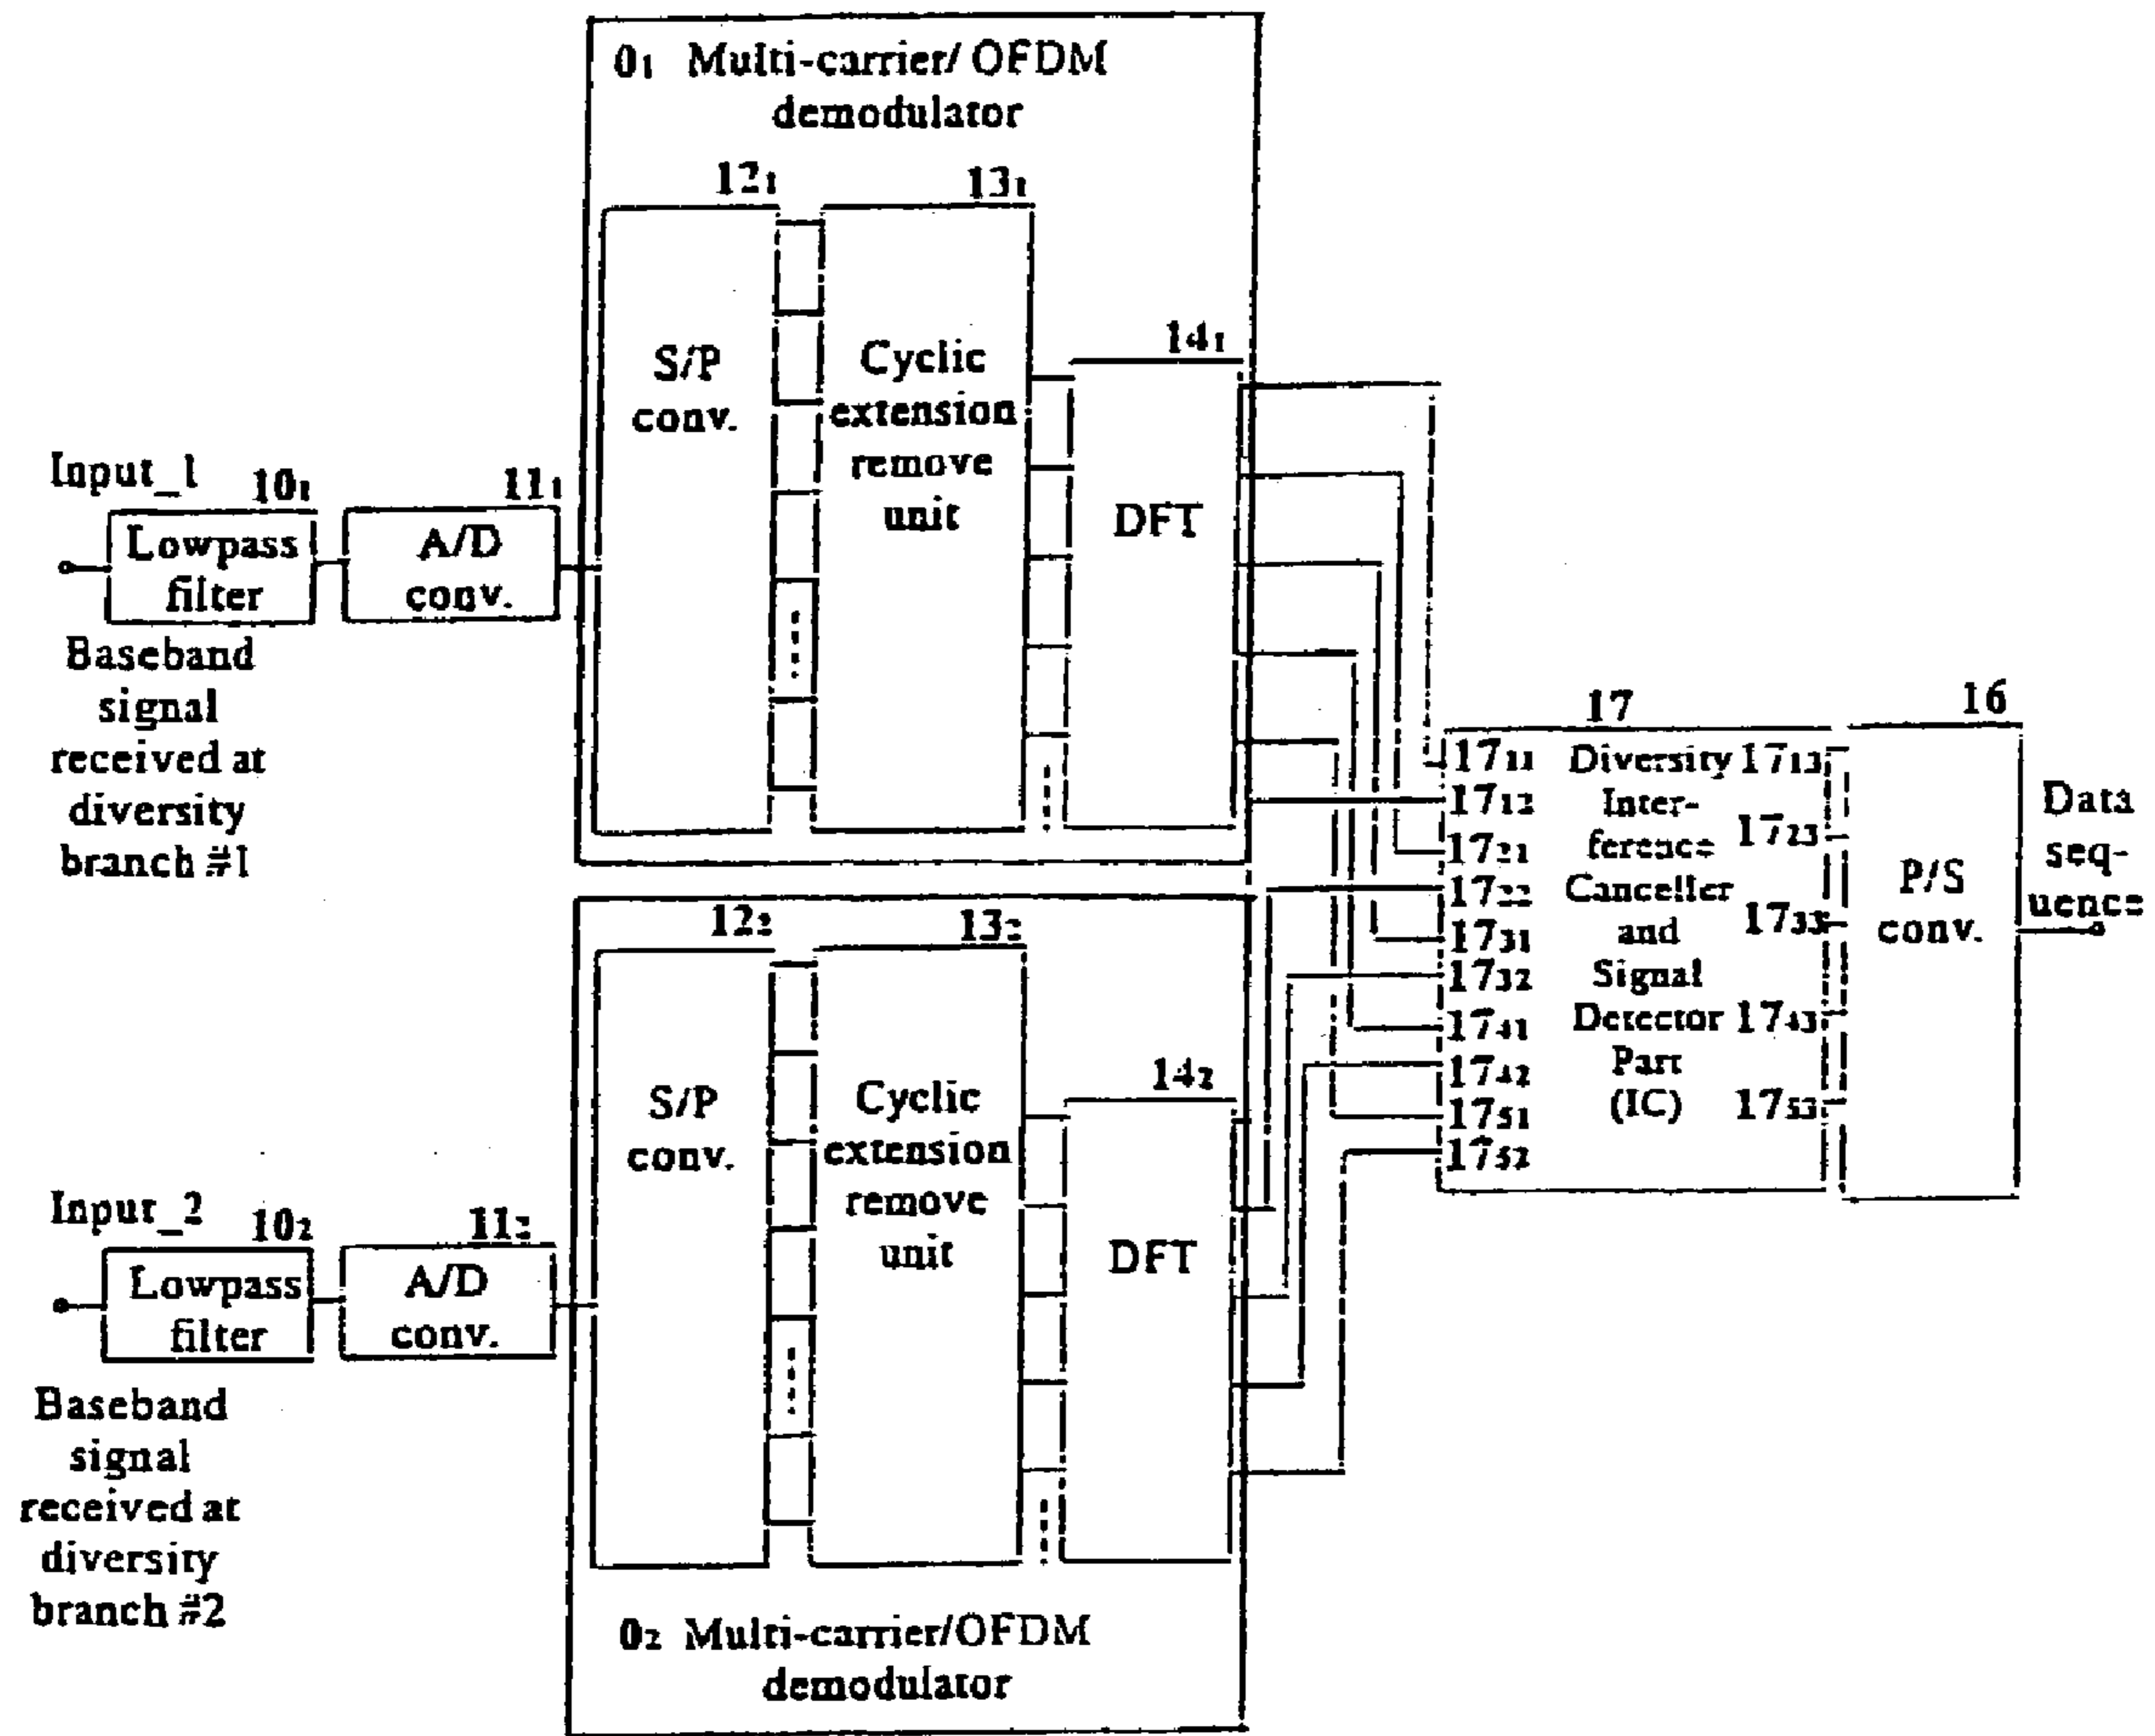 0₁ Multi-carrier/ OFDM
demodulator
12₁
13₁
14₁
S/P
conv.
Cyclic
extension
remove
unit
DFT
Input_1
10₁
11₁
Lowpass
filter
A/D
conv.
Baseband
signal
received at
diversity
branch #1
17
16
17₁₁
17₁₂
17₂₁
17₂₂
17₃₁
17₃₂
17₄₁
17₄₂
17₅₁
17₅₂
Diversity
Inter-
ference
Canceller
and
Signal
Detector
Part
(IC)
17₁₃
17₂₃
17₃₃
17₄₃
17₅₃
P/S
conv.
Data
seq-
uence
12₂
13₂
14₂
S/P
conv.
Cyclic
extension
remove
unit
DFT
Input_2
10₂
11₂
Lowpass
filter
A/D
conv.
Baseband
signal
received at
diversity
branch #2
0₂ Multi-carrier/OFDM
demodulator